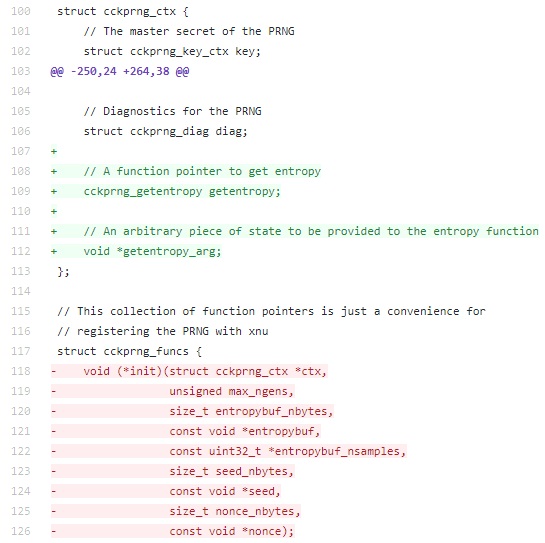 100 struct cckprng_ctx {
101 // The master secret of the PRNG
102 struct cckprng_key_ctx key;
103 @@ -250,24 +264,38 @@
104
105 // Diagnostics for the PRNG
106 struct cckprng_diag diag;
107 +
108 + // A function pointer to get entropy
109 + cckprng_getentropy getentropy;
110 +
111 + // An arbitrary piece of state to be provided to the entropy function
112 + void *getentropy_arg;
113 };
114
115 // This collection of function pointers is just a convenience for
116 // registering the PRNG with xnu
117 struct cckprng_funcs {
118 - void (*init)(struct cckprng_ctx *ctx,
119 - unsigned max_ngens,
120 - size_t entropybuf_nbytes,
121 - const void *entropybuf,
122 - const uint32_t *entropybuf_nsamples,
123 - size_t seed_nbytes,
124 - const void *seed,
125 - size_t nonce_nbytes,
126 - const void *nonce);